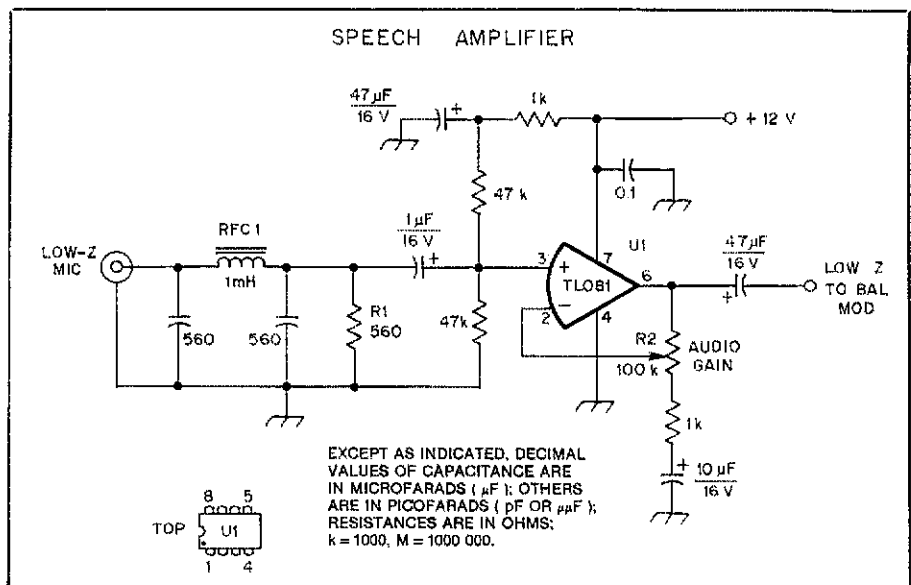 SPEECH AMPLIFIER
47 µF
16 V
+
1k
+ 12 V
47 k
0.1
RFC 1
1mH
LOW-Z
MIC
1µF
16 V
+
U1
3
+
7
TL081
6
−
2
4
47µF
16 V
+
LOW Z
TO BAL
MOD
560
560
R1
560
47k
R2
100 k
AUDIO
GAIN
1k
+
10 µF
16 V
EXCEPT AS INDICATED, DECIMAL
VALUES OF CAPACITANCE ARE
IN MICROFARADS ( µF ); OTHERS
ARE IN PICOFARADS ( pF OR µµF );
RESISTANCES ARE IN OHMS;
k = 1000, M = 1000 000.
8 5
TOP U1
1 4